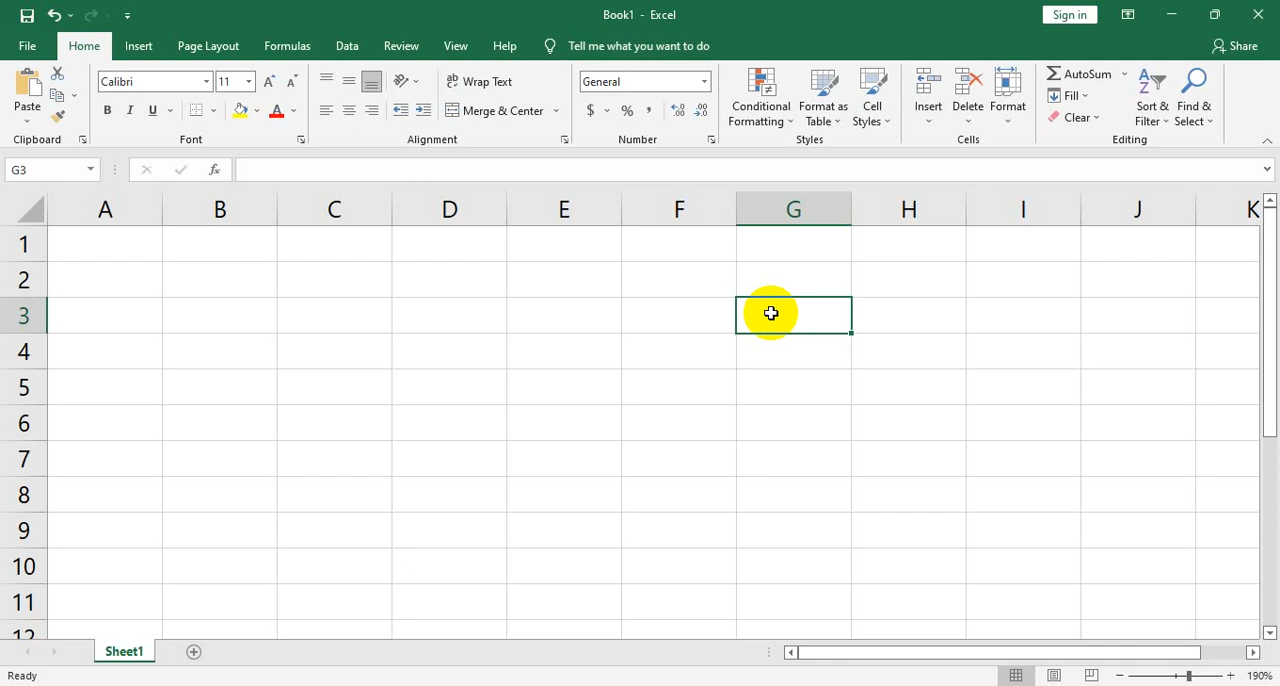 Book1 - Excel
Sign in
File Home Insert Page Layout Formulas Data Review View Help Tell me what you want to do Share
Paste
Calibri 11
Wrap Text
General
Conditional Formatting
Format as Table
Cell Styles
Insert
Delete
Format
AutoSum
Fill
Clear
Sort & Filter
Find & Select
B I U A
Merge & Center
$ % ,
Clipboard Font Alignment Number Styles Cells Editing
G3 fx
A B C D E F G H I J K
1
2
3
4
5
6
7
8
9
10
11
12
Sheet1
Ready 190%